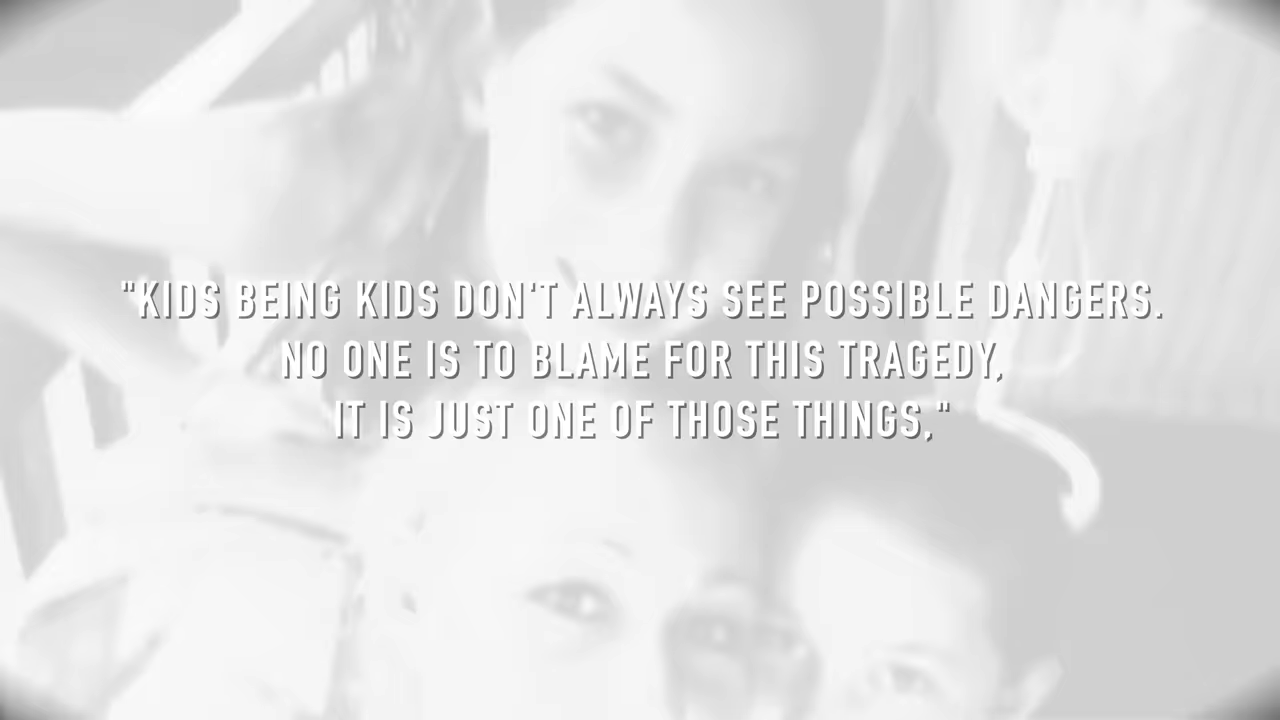 "KIDS BEING KIDS DON'T ALWAYS SEE POSSIBLE DANGERS.
NO ONE IS TO BLAME FOR THIS TRAGEDY,
IT IS JUST ONE OF THOSE THINGS,"